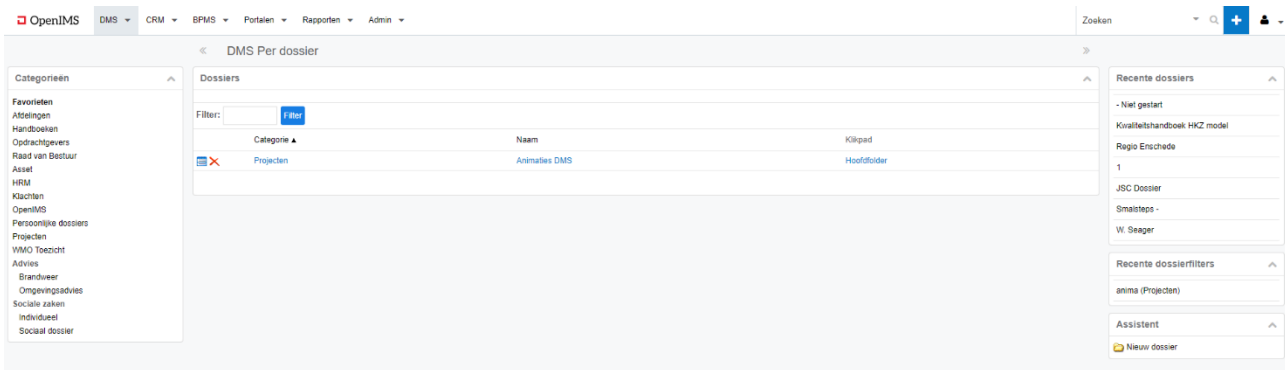 OpenIMS DMS CRM BPMS Portalen Rapporten Admin Zoeken
DMS Per dossier
Categorieën
Favorieten
Afdelingen
Handboeken
Opdrachtgevers
Raad van Bestuur
Asset
HRM
Klachten
OpenIMS
Persoonlijke dossiers
Projecten
WMO Toezicht
Advies
Brandweer
Omgevingsadvies
Sociale zaken
Individueel
Sociaal dossier
Dossiers
Filter: Filter
Categorie ▲ Naam Klikpad
Projecten Animaties DMS Hoofdfolder
Recente dossiers
- Niet gestart
Kwaliteitshandboek HKZ model
Regio Enschede
1
JSC Dossier
Smalsteps -
W. Seager
Recente dossierfilters
anima (Projecten)
Assistent
Nieuw dossier